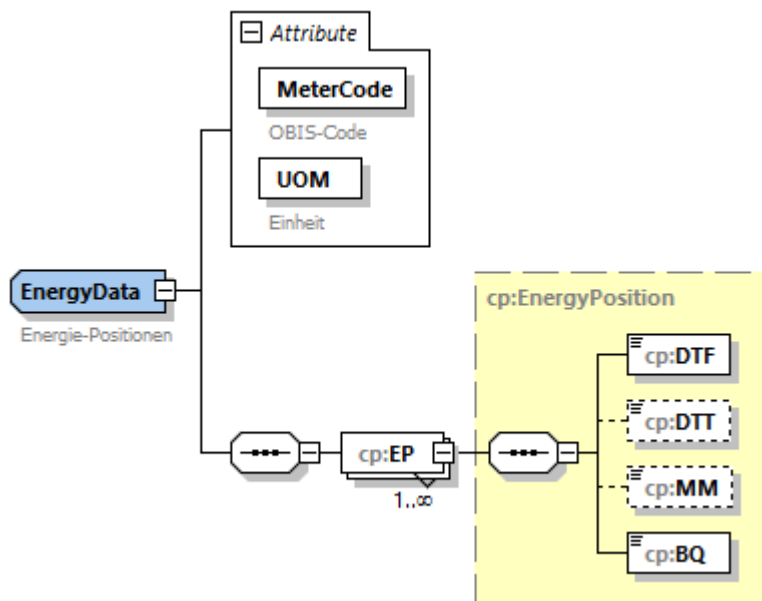 Attribute
MeterCode
OBIS-Code
UOM
Einheit
EnergyData
Energie-Positionen
cp:EnergyPosition
cp:DTF
cp:DTT
cp:EP
1..∞
cp:MM
cp:BQ